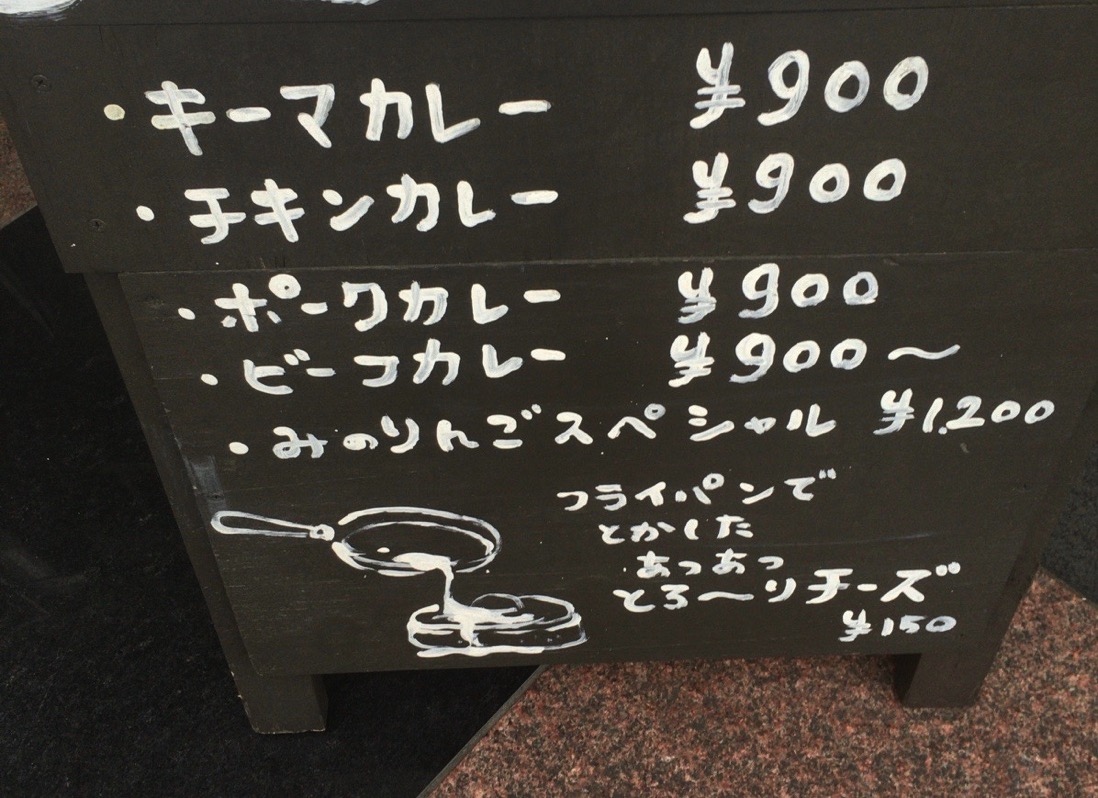 ・キーマカレー ¥900
・チキンカレー ¥900
・ポークカレー ¥900
・ビーフカレー ¥900〜
・みのりんごスペシャル ¥1,200
フライパンで
とかした
あつあつ
とろ〜りチーズ
¥150